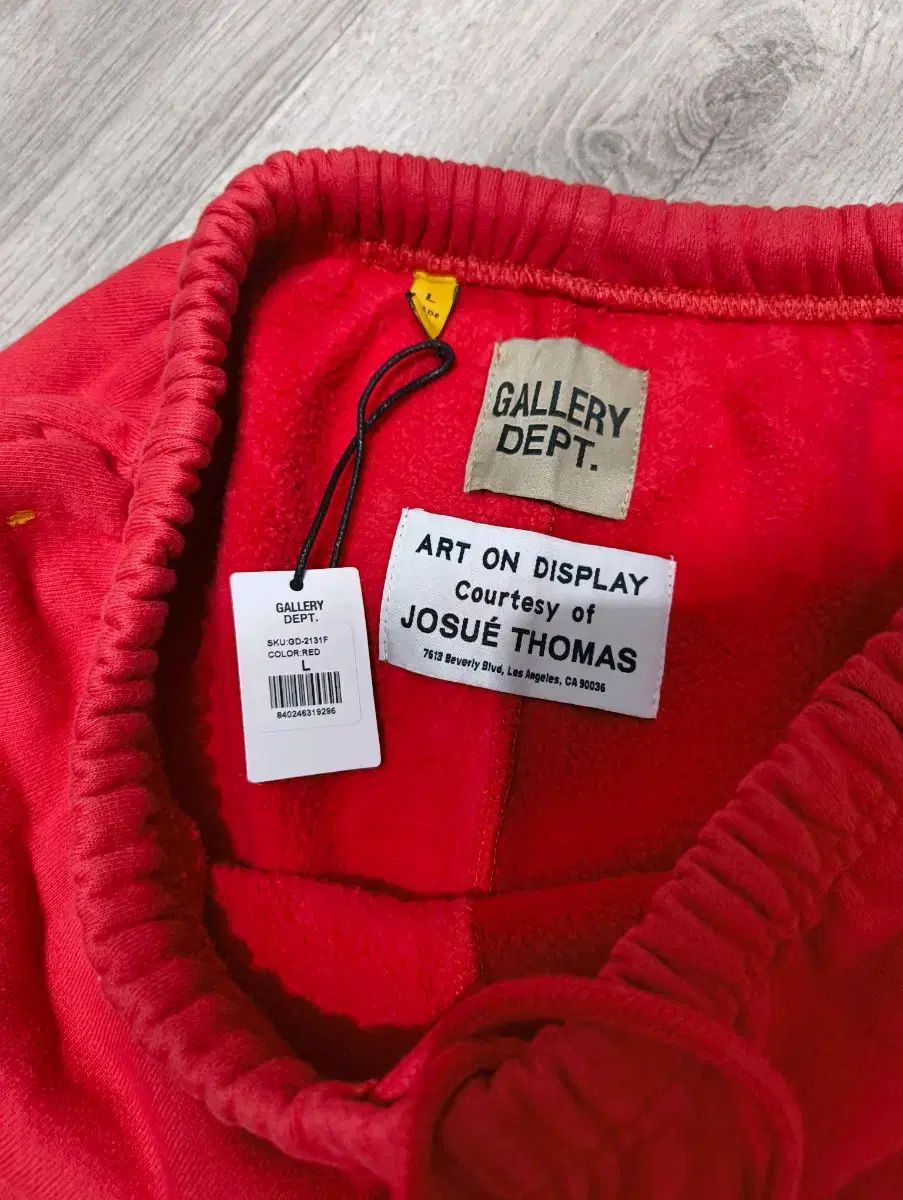 L
GALLERY
DEPT.
ART ON DISPLAY
Courtesy of
JOSUÉ THOMAS
7613 Beverly Blvd, Los Angeles, CA 90036
GALLERY
DEPT.
SKU:GD-2131F
COLOR:RED
L
840246319296